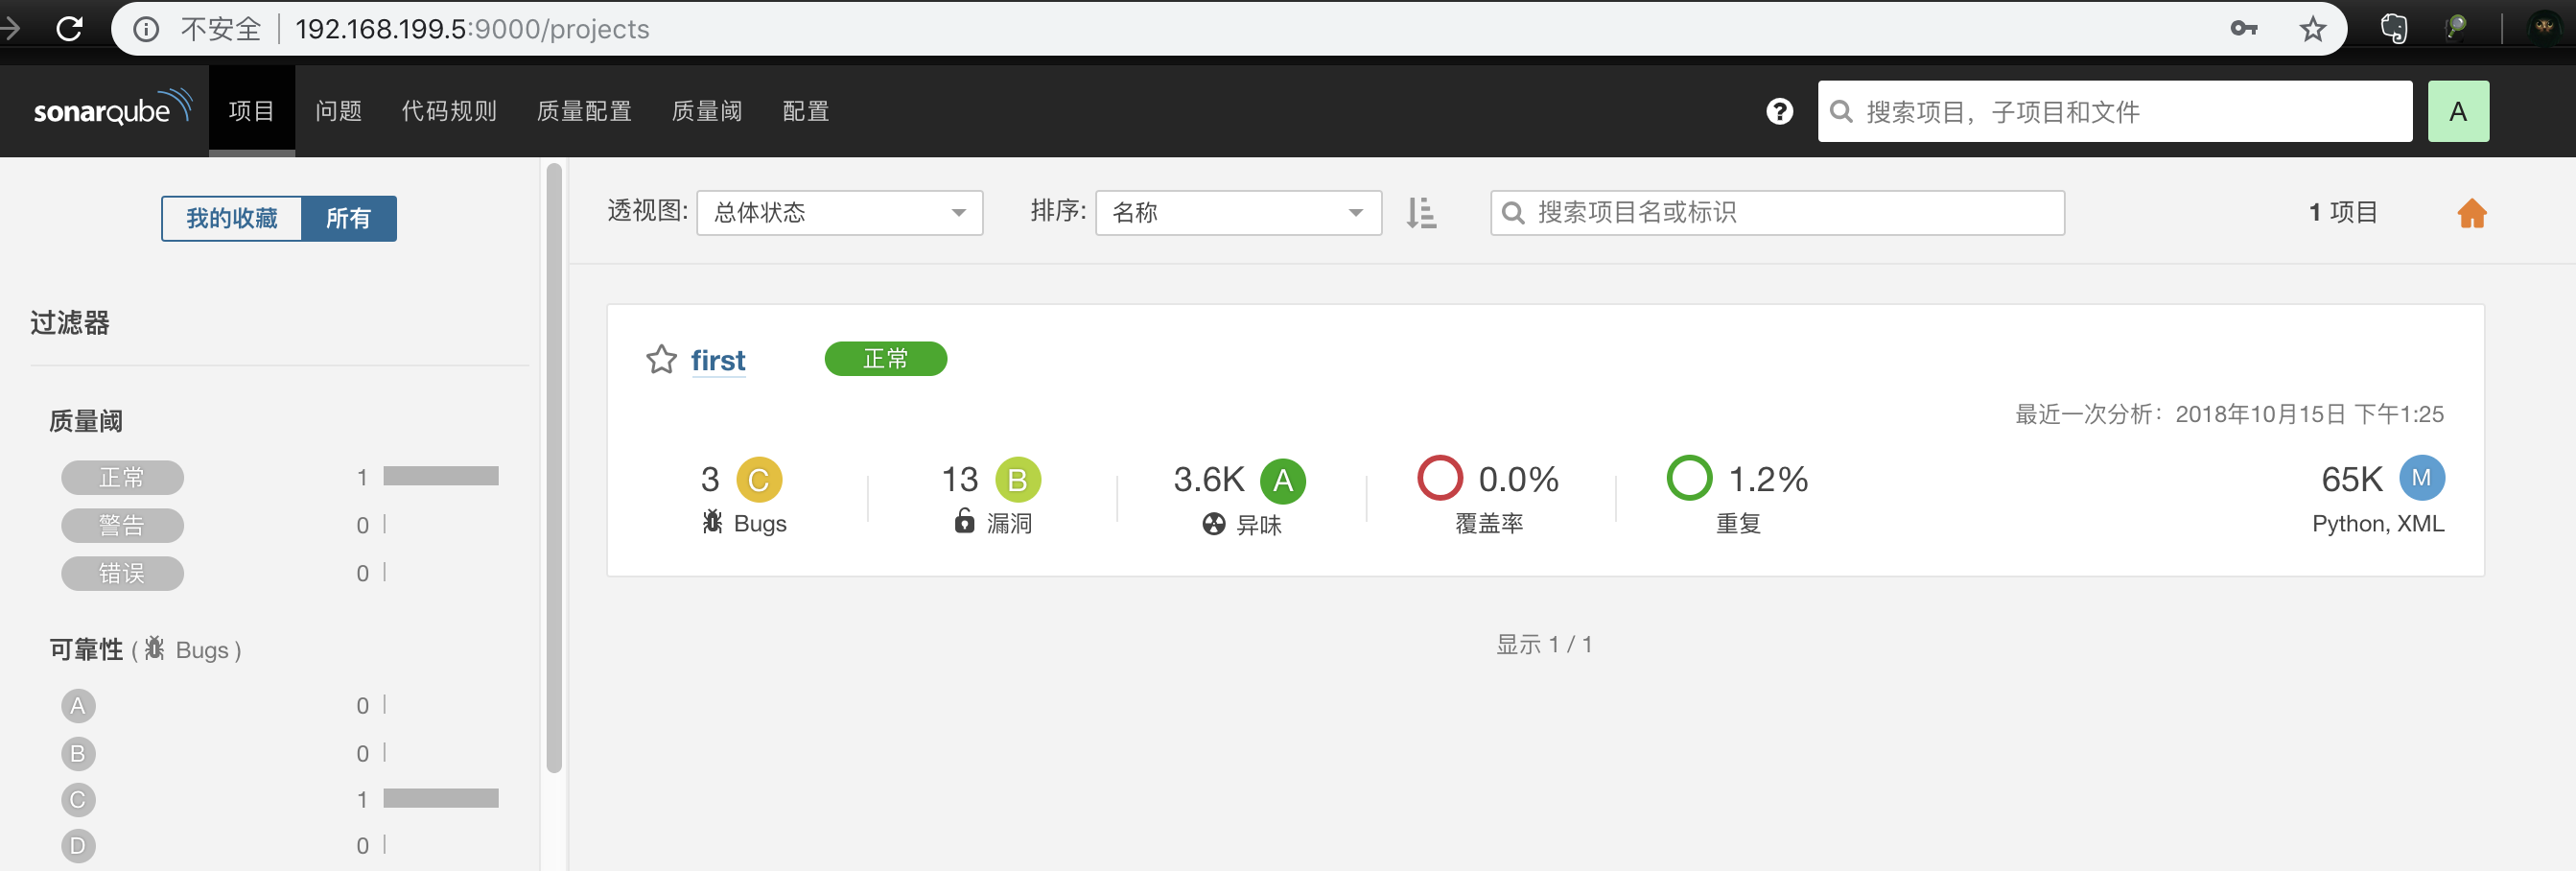 不安全 192.168.199.5:9000/projects
sonarqube 项目 问题 代码规则 质量配置 质量阈 配置 搜索项目，子项目和文件 A
我的收藏 所有
透视图: 总体状态 排序: 名称 搜索项目名或标识 1 项目
过滤器
质量阈
正常 1
警告 0
错误 0
可靠性 ( Bugs )
A 0
B 0
C 1
D 0
first 正常
最近一次分析：2018年10月15日 下午1:25
3 C 13 B 3.6K A 0.0% 1.2% 65K M
Bugs 漏洞 异味 覆盖率 重复 Python, XML
显示 1 / 1